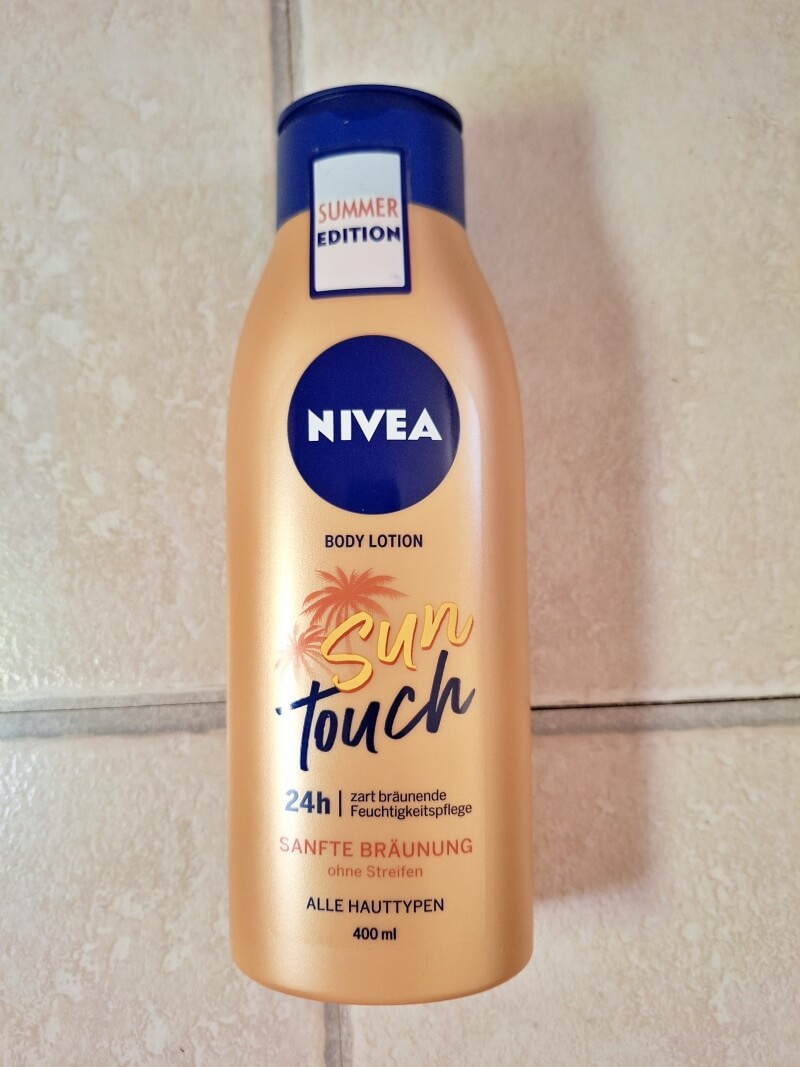 SUMMER
EDITION
NIVEA
BODY LOTION
Sun
Touch
24h | zart bräunende
Feuchtigkeitspflege
SANFTE BRÄUNUNG
ohne Streifen
ALLE HAUTTYPEN
400 ml